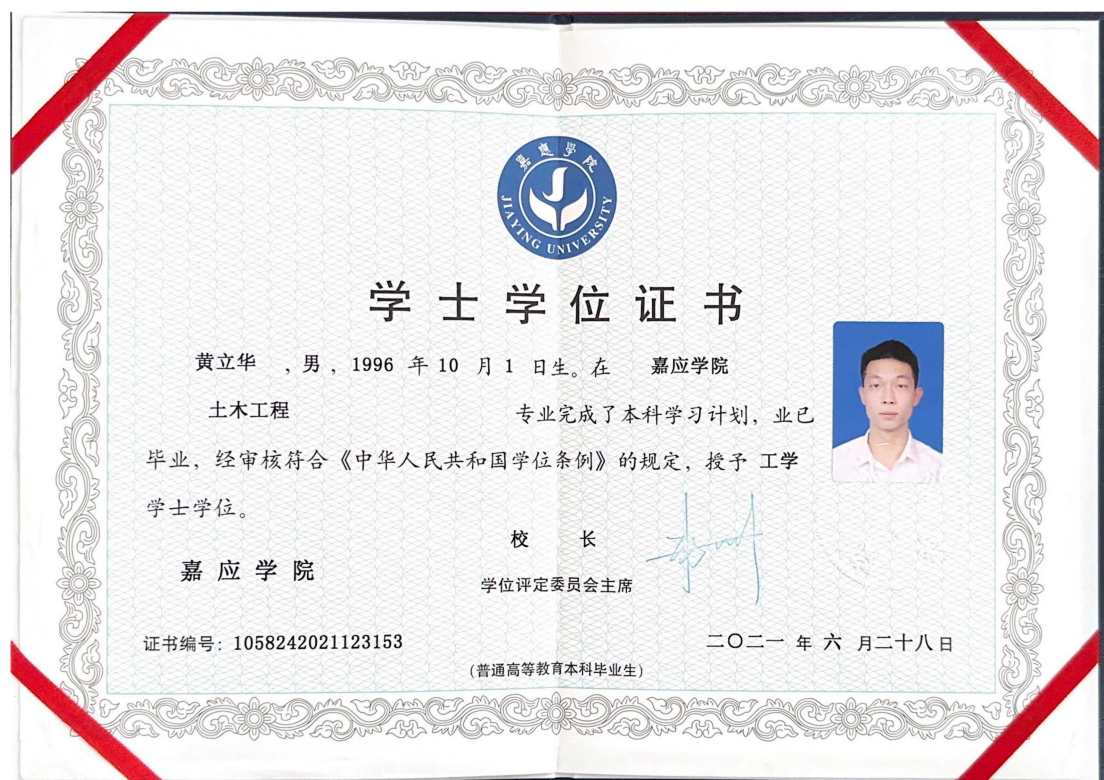 嘉應學院
JIAYING UNIVERSITY
学士学位证书
黄立华 ，男，1996 年 10 月 1 日生。在 嘉应学院
土木工程 专业完成了本科学习计划，业已
毕业，经审核符合《中华人民共和国学位条例》的规定，授予 工学
学士学位。
校 长
嘉应学院
学位评定委员会主席
证书编号：1058242021123153
二〇二一 年 六 月二十八日
(普通高等教育本科毕业生)